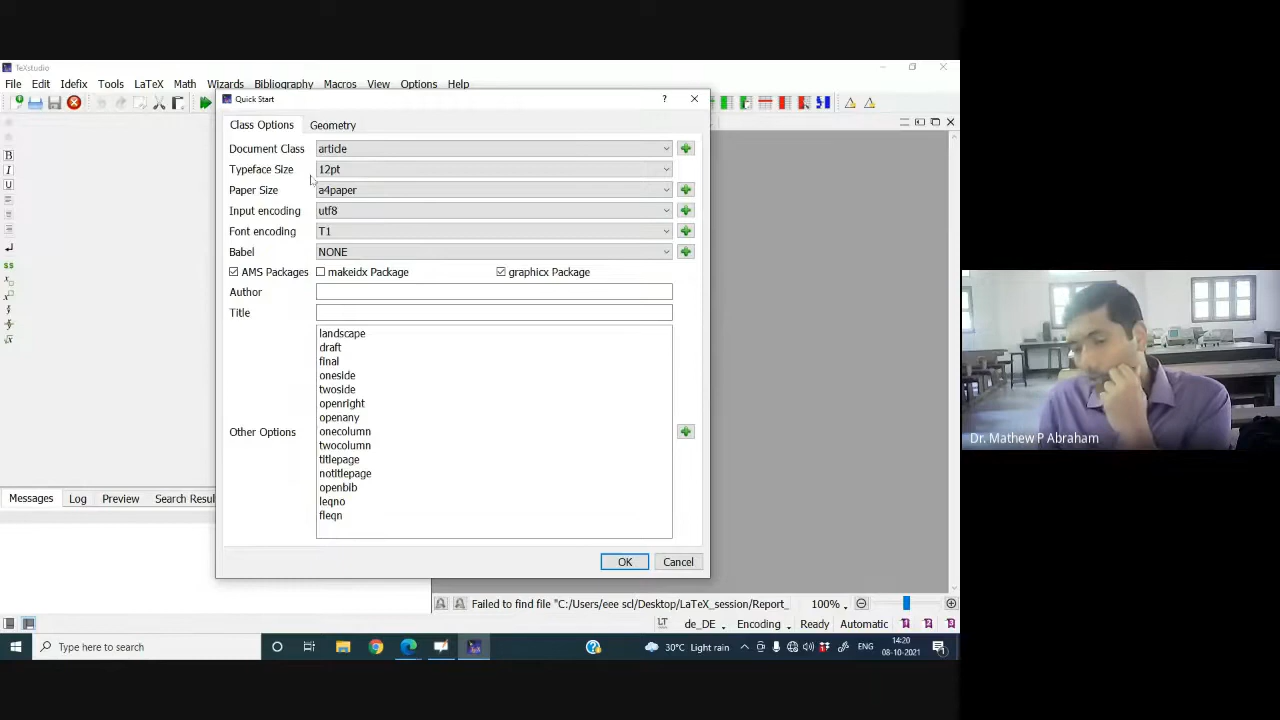 TeXstudio
File Edit Idefix Tools LaTeX Math Wizards Bibliography Macros View Options Help
Quick Start
Class Options Geometry
Document Class article
Typeface Size 12pt
Paper Size a4paper
Input encoding utf8
Font encoding T1
Babel NONE
AMS Packages makeidx Package graphicx Package
Author
Title
landscape
draft
final
oneside
twoside
openright
openany
Other Options onecolumn
twocolumn
titlepage
notitlepage
openbib
leqno
fleqn
OK Cancel
Messages Log Preview Search Resul
Failed to find file "C:/Users/eee scl/Desktop/LaTeX_session/Report_ 100%
LT de_DE Encoding Ready Automatic
Type here to search
30°C Light rain ENG 14:20
08-10-2021
Dr. Mathew P Abraham